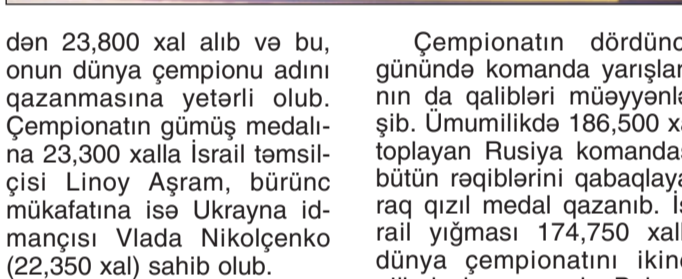 dən 23,800 xal alıb və bu,
onun dünya çempionu adını
qazanmasına yetərli olub.
Çempionatın gümüş medalı-
na 23,300 xalla İsrail təmsil-
çisi Linoy Aşram, bürünc
mükafatına isə Ukrayna id-
mançısı Vlada Nikolçenko
(22,350 xal) sahib olub.
Çempionatın dördünc
günündə komanda yarışlar
nın da qalibləri müəyyənlə
şib. Ümumilikdə 186,500 x
toplayan Rusiya komanda
bütün rəqiblərini qabaqlaya
raq qızıl medal qazanıb. İs
rail yığması 174,750 xall
dünya çempionatını ikin